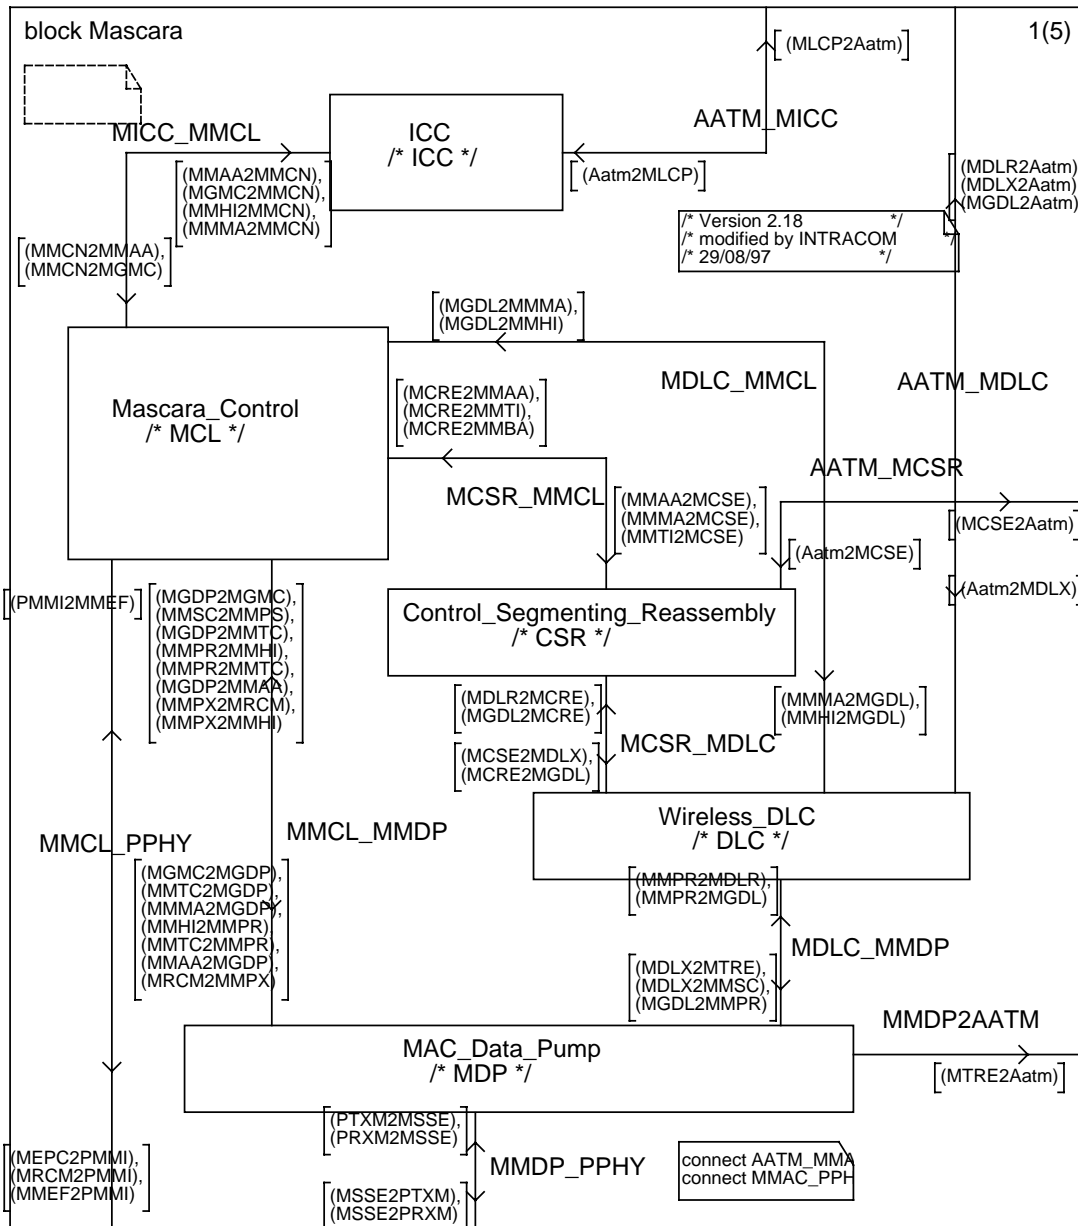 block Mascara
1(5)
(MLCP2Aatm)
ICC
/* ICC */
MICC_MMCL
AATM_MICC
(Aatm2MLCP)
(MMAA2MMCN),
(MGMC2MMCN),
(MMHI2MMCN),
(MMMA2MMCN)
(MDLR2Aatm)
(MDLX2Aatm)
(MGDL2Aatm)
/* Version 2.18 */
/* modified by INTRACOM */
/* 29/08/97 */
(MMCN2MMAA),
(MMCN2MGMC)
(MGDL2MMMA),
(MGDL2MMHI)
Mascara_Control
/* MCL */
MDLC_MMCL
AATM_MDLC
(MCRE2MMAA),
(MCRE2MMTI),
(MCRE2MMBA)
AATM_MCSR
MCSR_MMCL
(MMAA2MCSE),
(MMMA2MCSE),
(MMTI2MCSE)
(MCSE2Aatm)
(Aatm2MCSE)
(Aatm2MDLX)
(PMMI2MMEF)
(MGDP2MGMC),
(MMSC2MMPS),
(MGDP2MMTC),
(MMPR2MMHI),
(MMPR2MMTC),
(MGDP2MMAA),
(MMPX2MRCM),
(MMPX2MMHI)
Control_Segmenting_Reassembly
/* CSR */
(MDLR2MCRE),
(MGDL2MCRE)
(MMMA2MGDL),
(MMHI2MGDL)
MCSR_MDLC
(MCSE2MDLX),
(MCRE2MGDL)
Wireless_DLC
/* DLC */
MMCL_PPHY
MMCL_MMDP
(MGMC2MGDP),
(MMTC2MGDP),
(MMMA2MGDP),
(MMHI2MMPR),
(MMTC2MMPR),
(MMAA2MGDP),
(MRCM2MMPX)
(MMPR2MDLR),
(MMPR2MGDL)
MDLC_MMDP
(MDLX2MTRE),
(MDLX2MMSC),
(MGDL2MMPR)
MMDP2AATM
MAC_Data_Pump
/* MDP */
(MTRE2Aatm)
(PTXM2MSSE),
(PRXM2MSSE)
MMDP_PPHY
(MSSE2PTXM),
(MSSE2PRXM)
(MEPC2PMMI),
(MRCM2PMMI),
(MMEF2PMMI)
connect AATM_MMA
connect MMAC_PPH